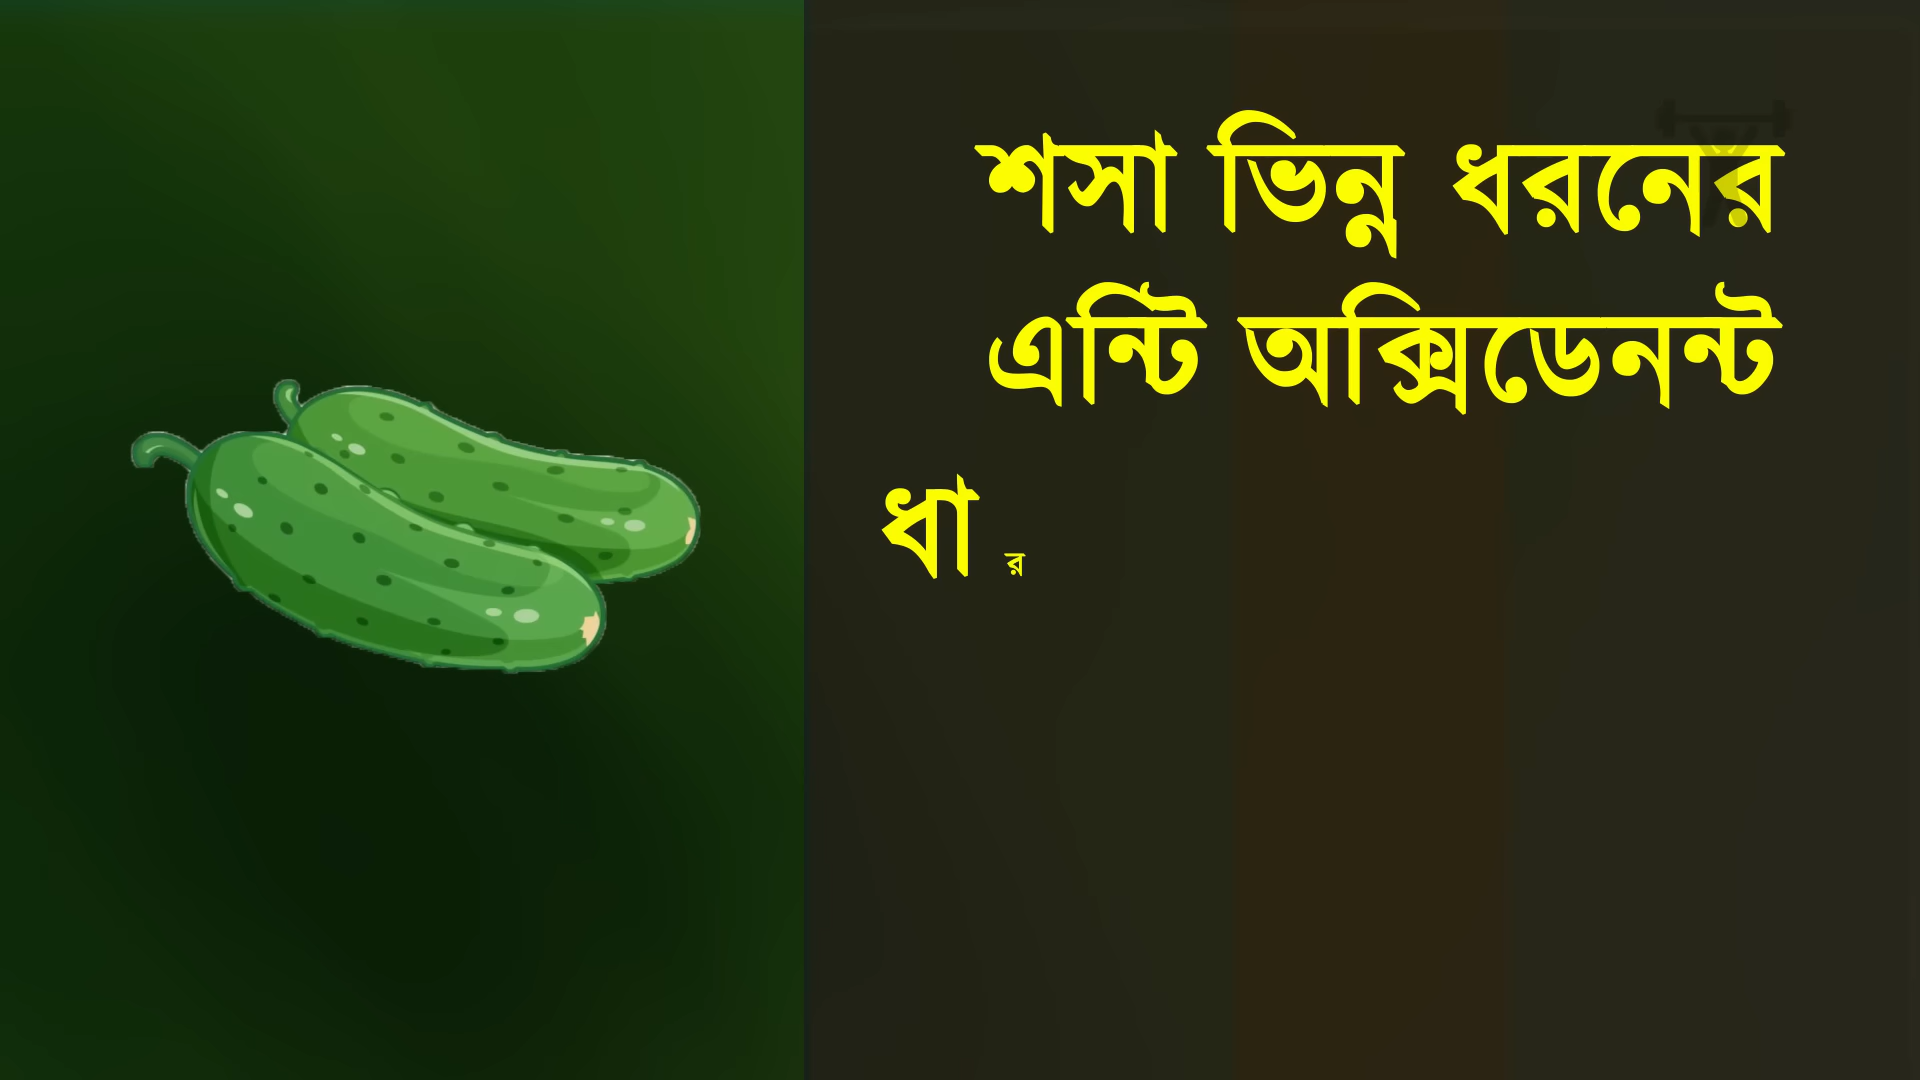 শসা ভিন্ন ধরনের
এন্টি অক্সিডেনন্ট
ধার